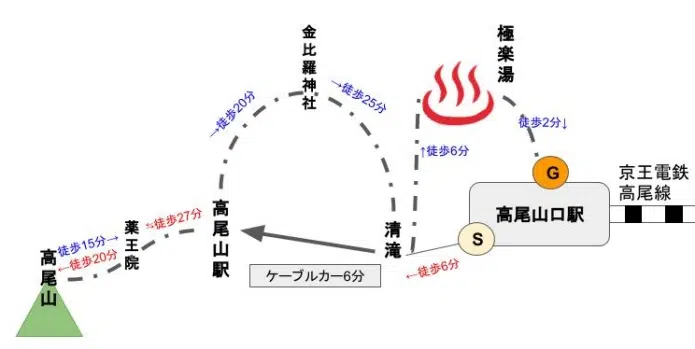 極楽湯
金比羅神社
→徒歩20分
→徒歩25分
徒歩2分↓
↑徒歩6分
G
京王電鉄
高尾線
高尾山口駅
S
清滝
←徒歩6分
ケーブルカー6分
高尾山駅
⇆徒歩27分
薬王院
徒歩15分→
←徒歩20分
高尾山